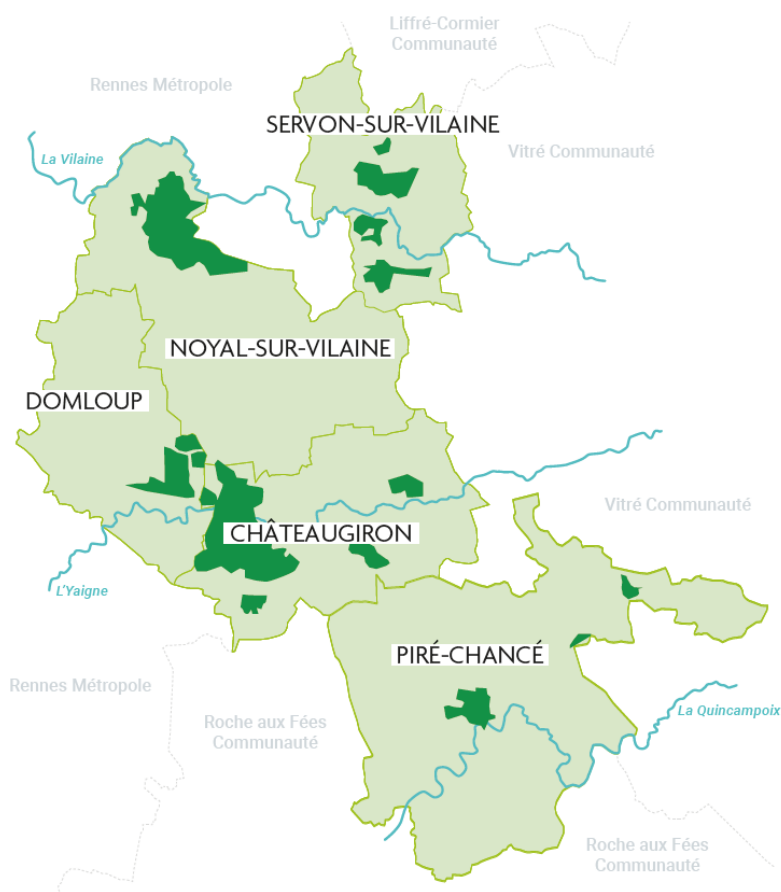 Liffré-Cormier
Communauté
Rennes Métropole
SERVON-SUR-VILAINE
La Vilaine
Vitré Communauté
NOYAL-SUR-VILAINE
DOMLOUP
Vitré Communauté
CHÂTEAUGIRON
L'Yaigne
PIRÉ-CHANCÉ
Rennes Métropole
La Quincampoix
Roche aux Fées
Communauté
Roche aux Fées
Communauté